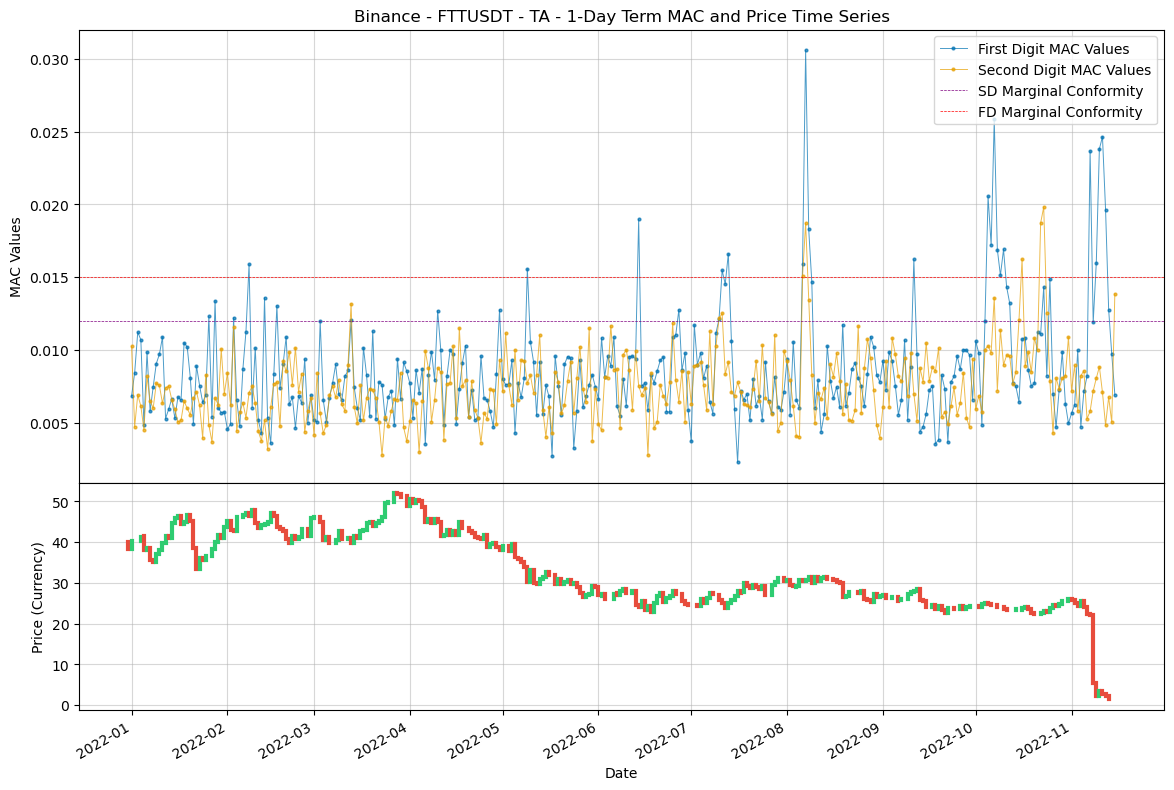 Binance - FTTUSDT - TA - 1-Day Term MAC and Price Time Series
First Digit MAC Values
Second Digit MAC Values
SD Marginal Conformity
FD Marginal Conformity
MAC Values
0.030
0.025
0.020
0.015
0.010
0.005
Price (Currency)
50
40
30
20
10
0
2022-01
2022-02
2022-03
2022-04
2022-05
2022-06
2022-07
2022-08
2022-09
2022-10
2022-11
Date